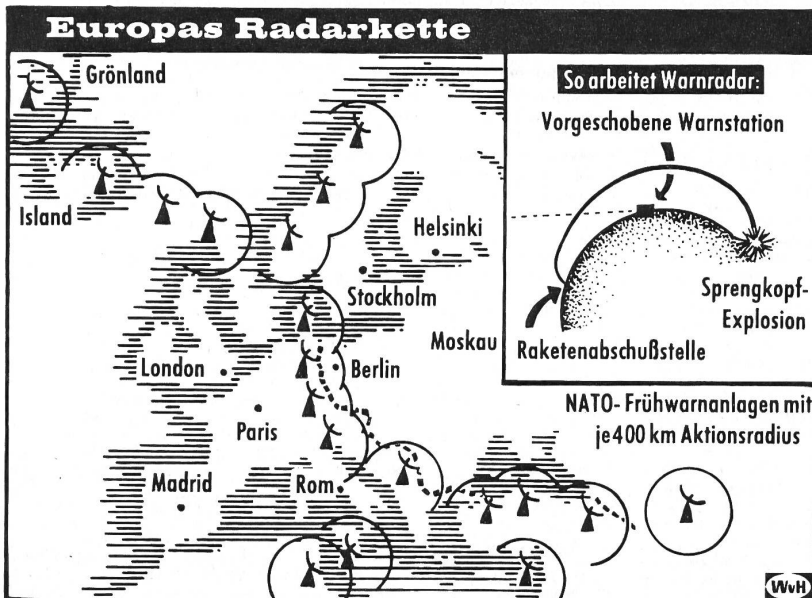 Europas Radarkette
Grönland
Island
Helsinki
Stockholm
Moskau
London
Berlin
Paris
Madrid
Rom
So arbeitet Warnradar:
Vorgeschobene Warnstation
Sprengkopf-
Explosion
Raketenabschußstelle
NATO- Frühwarnanlagen mit
je 400 km Aktionsradius
WvH